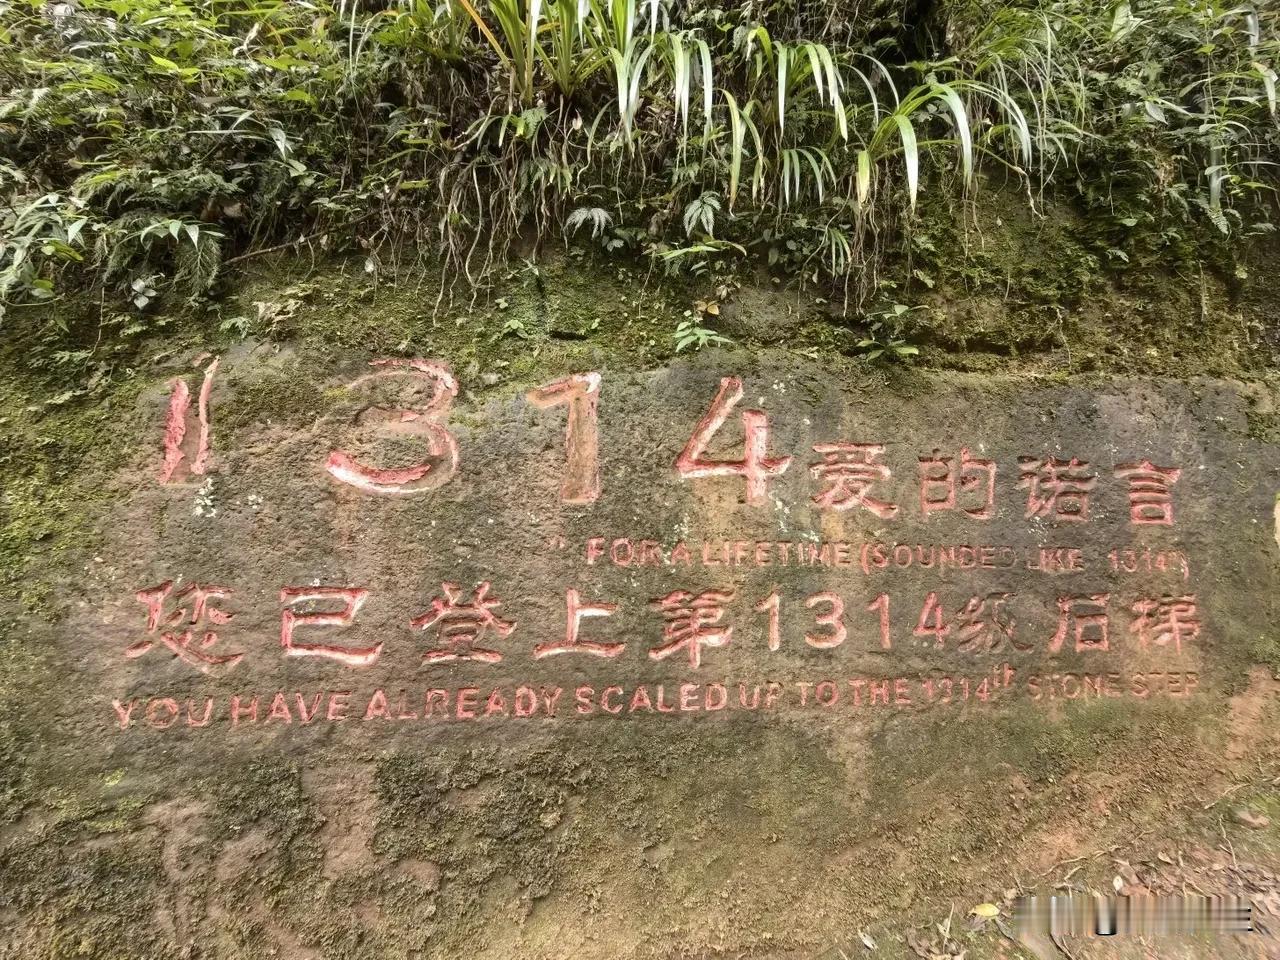 1314爱的诺言
"FOR A LIFETIME (SOUNDED LIKE 1314")
您已登上第1314级石梯
YOU HAVE ALREADY SCALED UP TO THE 1314th STONE STEP